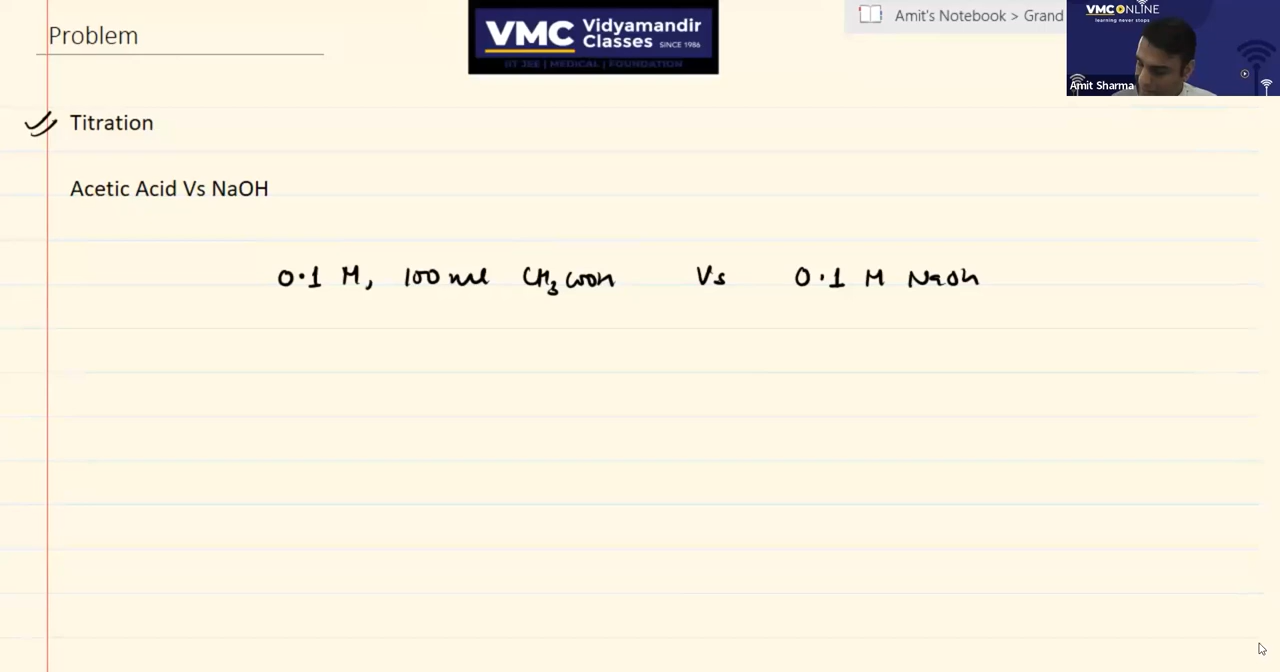 Problem
VMC Vidyamandir Classes SINCE 1986
IIT JEE | MEDICAL | FOUNDATION
Amit's Notebook > Grand
VMC ONLINE
learning never stops
Amit Sharma
Titration
Acetic Acid Vs NaOH
0.1 M, 100 ml CH3COOH Vs 0.1 M NaOH